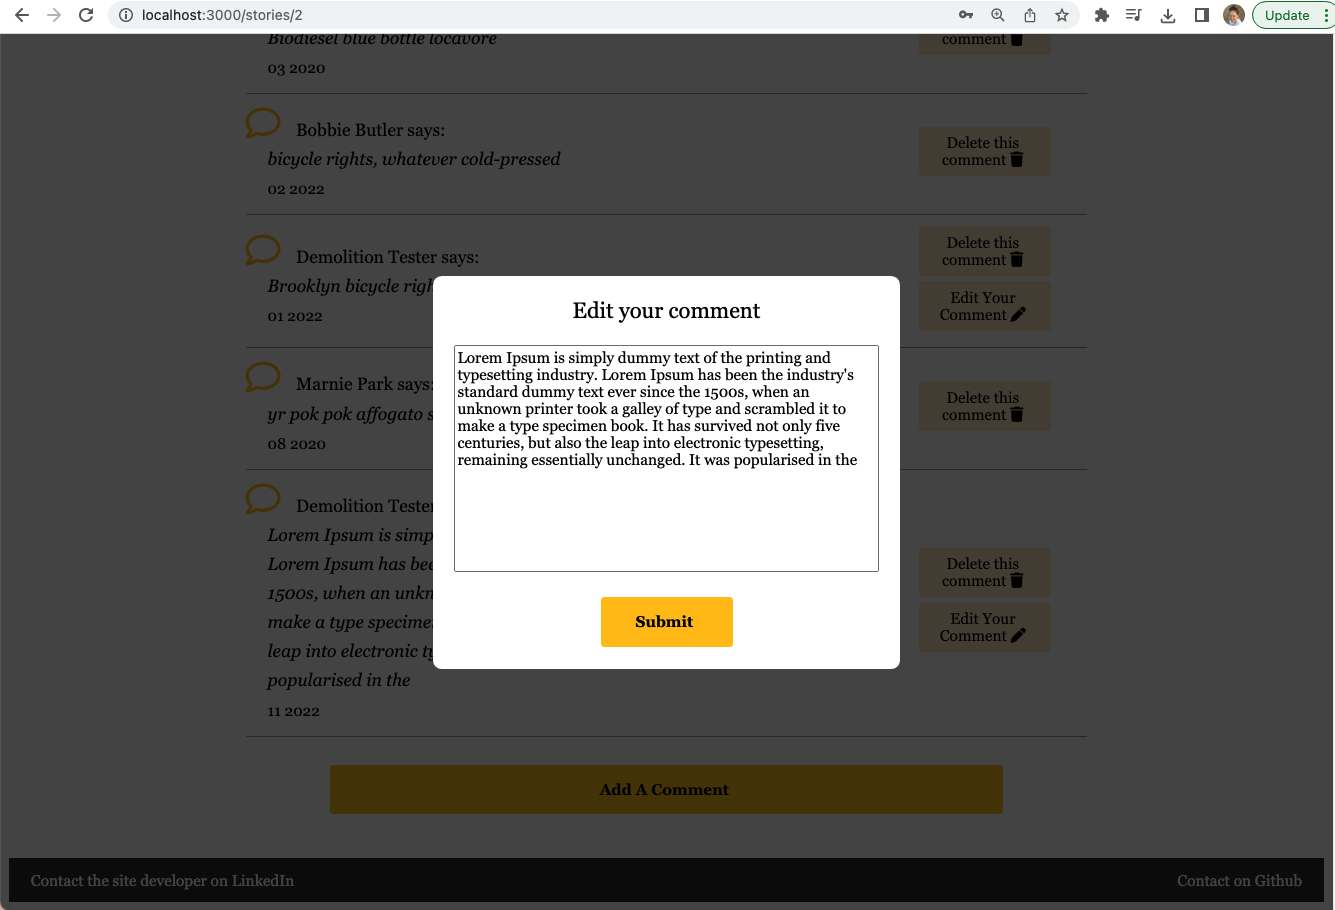 localhost:3000/stories/2
Update
Biodiesel blue bottle locavore
comment
03 2020
Bobbie Butler says:
bicycle rights, whatever cold-pressed
02 2022
Delete this
comment
Demolition Tester says:
Brooklyn bicycle
01 2022
Delete this
comment
Edit Your
Comment
Marnie Park says:
yr pok pok affogato
08 2020
Delete this
comment
Demolition
Lorem Ipsum is
Lorem Ipsum has
1500s, when an
make a type
leap into electronic
popularised in the
11 2022
Delete this
comment
Edit Your
Comment
Edit your comment
Lorem Ipsum is simply dummy text of the printing and
typesetting industry. Lorem Ipsum has been the industry's
standard dummy text ever since the 1500s, when an
unknown printer took a galley of type and scrambled it to
make a type specimen book. It has survived not only five
centuries, but also the leap into electronic typesetting,
remaining essentially unchanged. It was popularised in the
Submit
Add A Comment
Contact the site developer on LinkedIn
Contact on Github